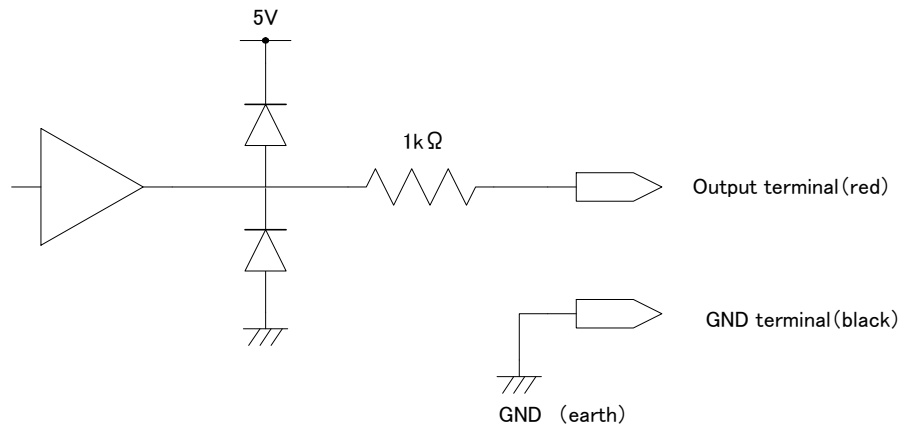 5V
1kΩ
Output terminal(red)
GND terminal(black)
GND (earth)